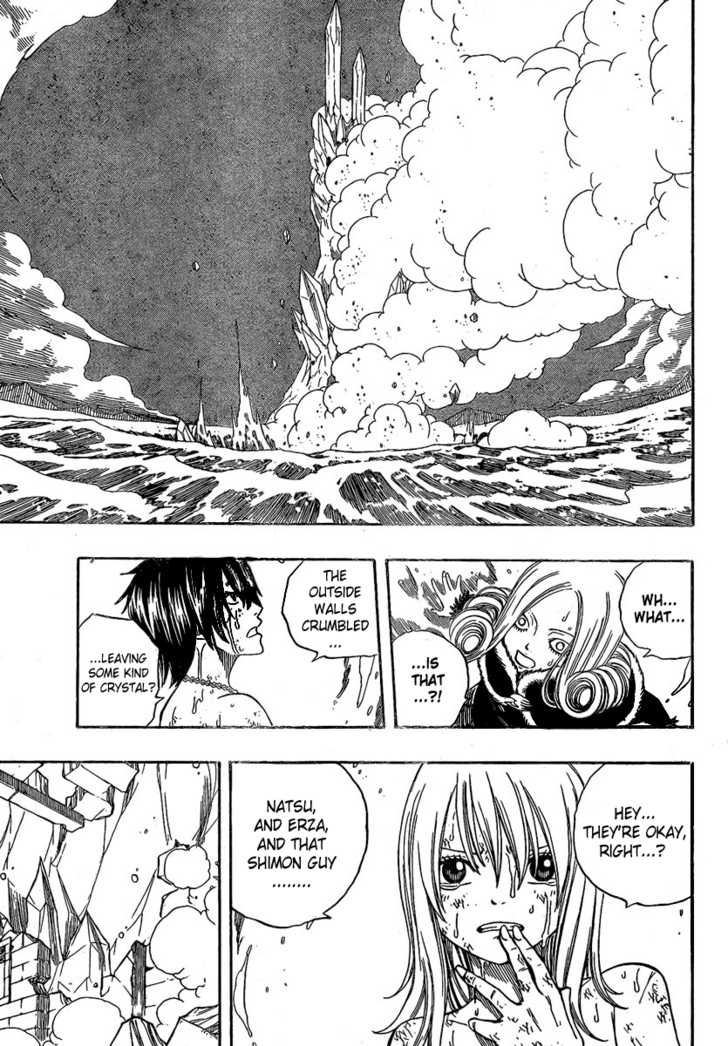 WH...
WHAT...
...IS
THAT
...?!
THE
OUTSIDE
WALLS
CRUMBLED
...
...LEAVING
SOME KIND
OF CRYSTAL?
HEY...
THEY'RE OKAY,
RIGHT...?
NATSU,
AND ERZA,
AND THAT
SHIMON GUY
........